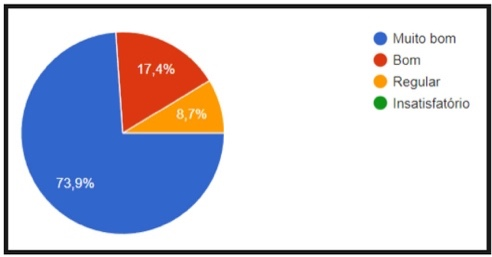 Muito bom
Bom
Regular
Insatisfatório
17,4%
8,7%
73,9%